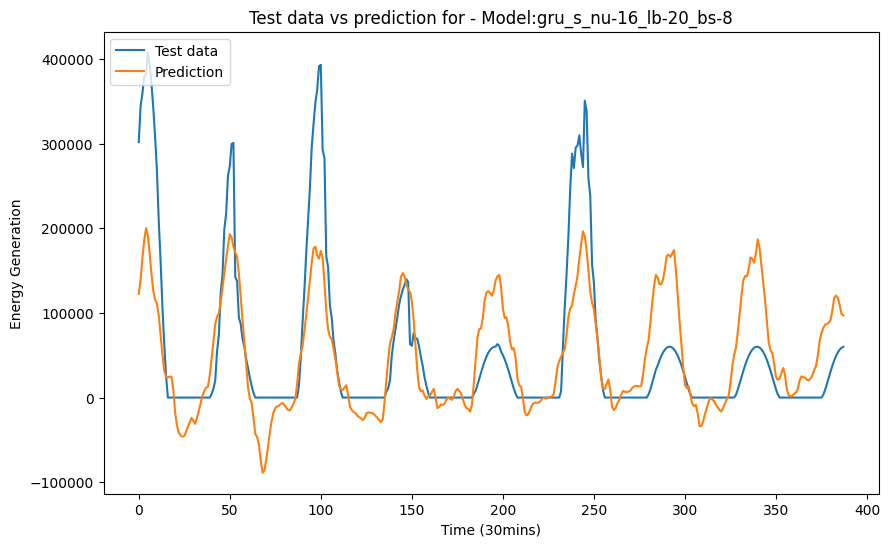 Test data vs prediction for - Model:gru_s_nu-16_lb-20_bs-8
Test data
Prediction
Energy Generation
400000
300000
200000
100000
0
−100000
0 50 100 150 200 250 300 350 400
Time (30mins)